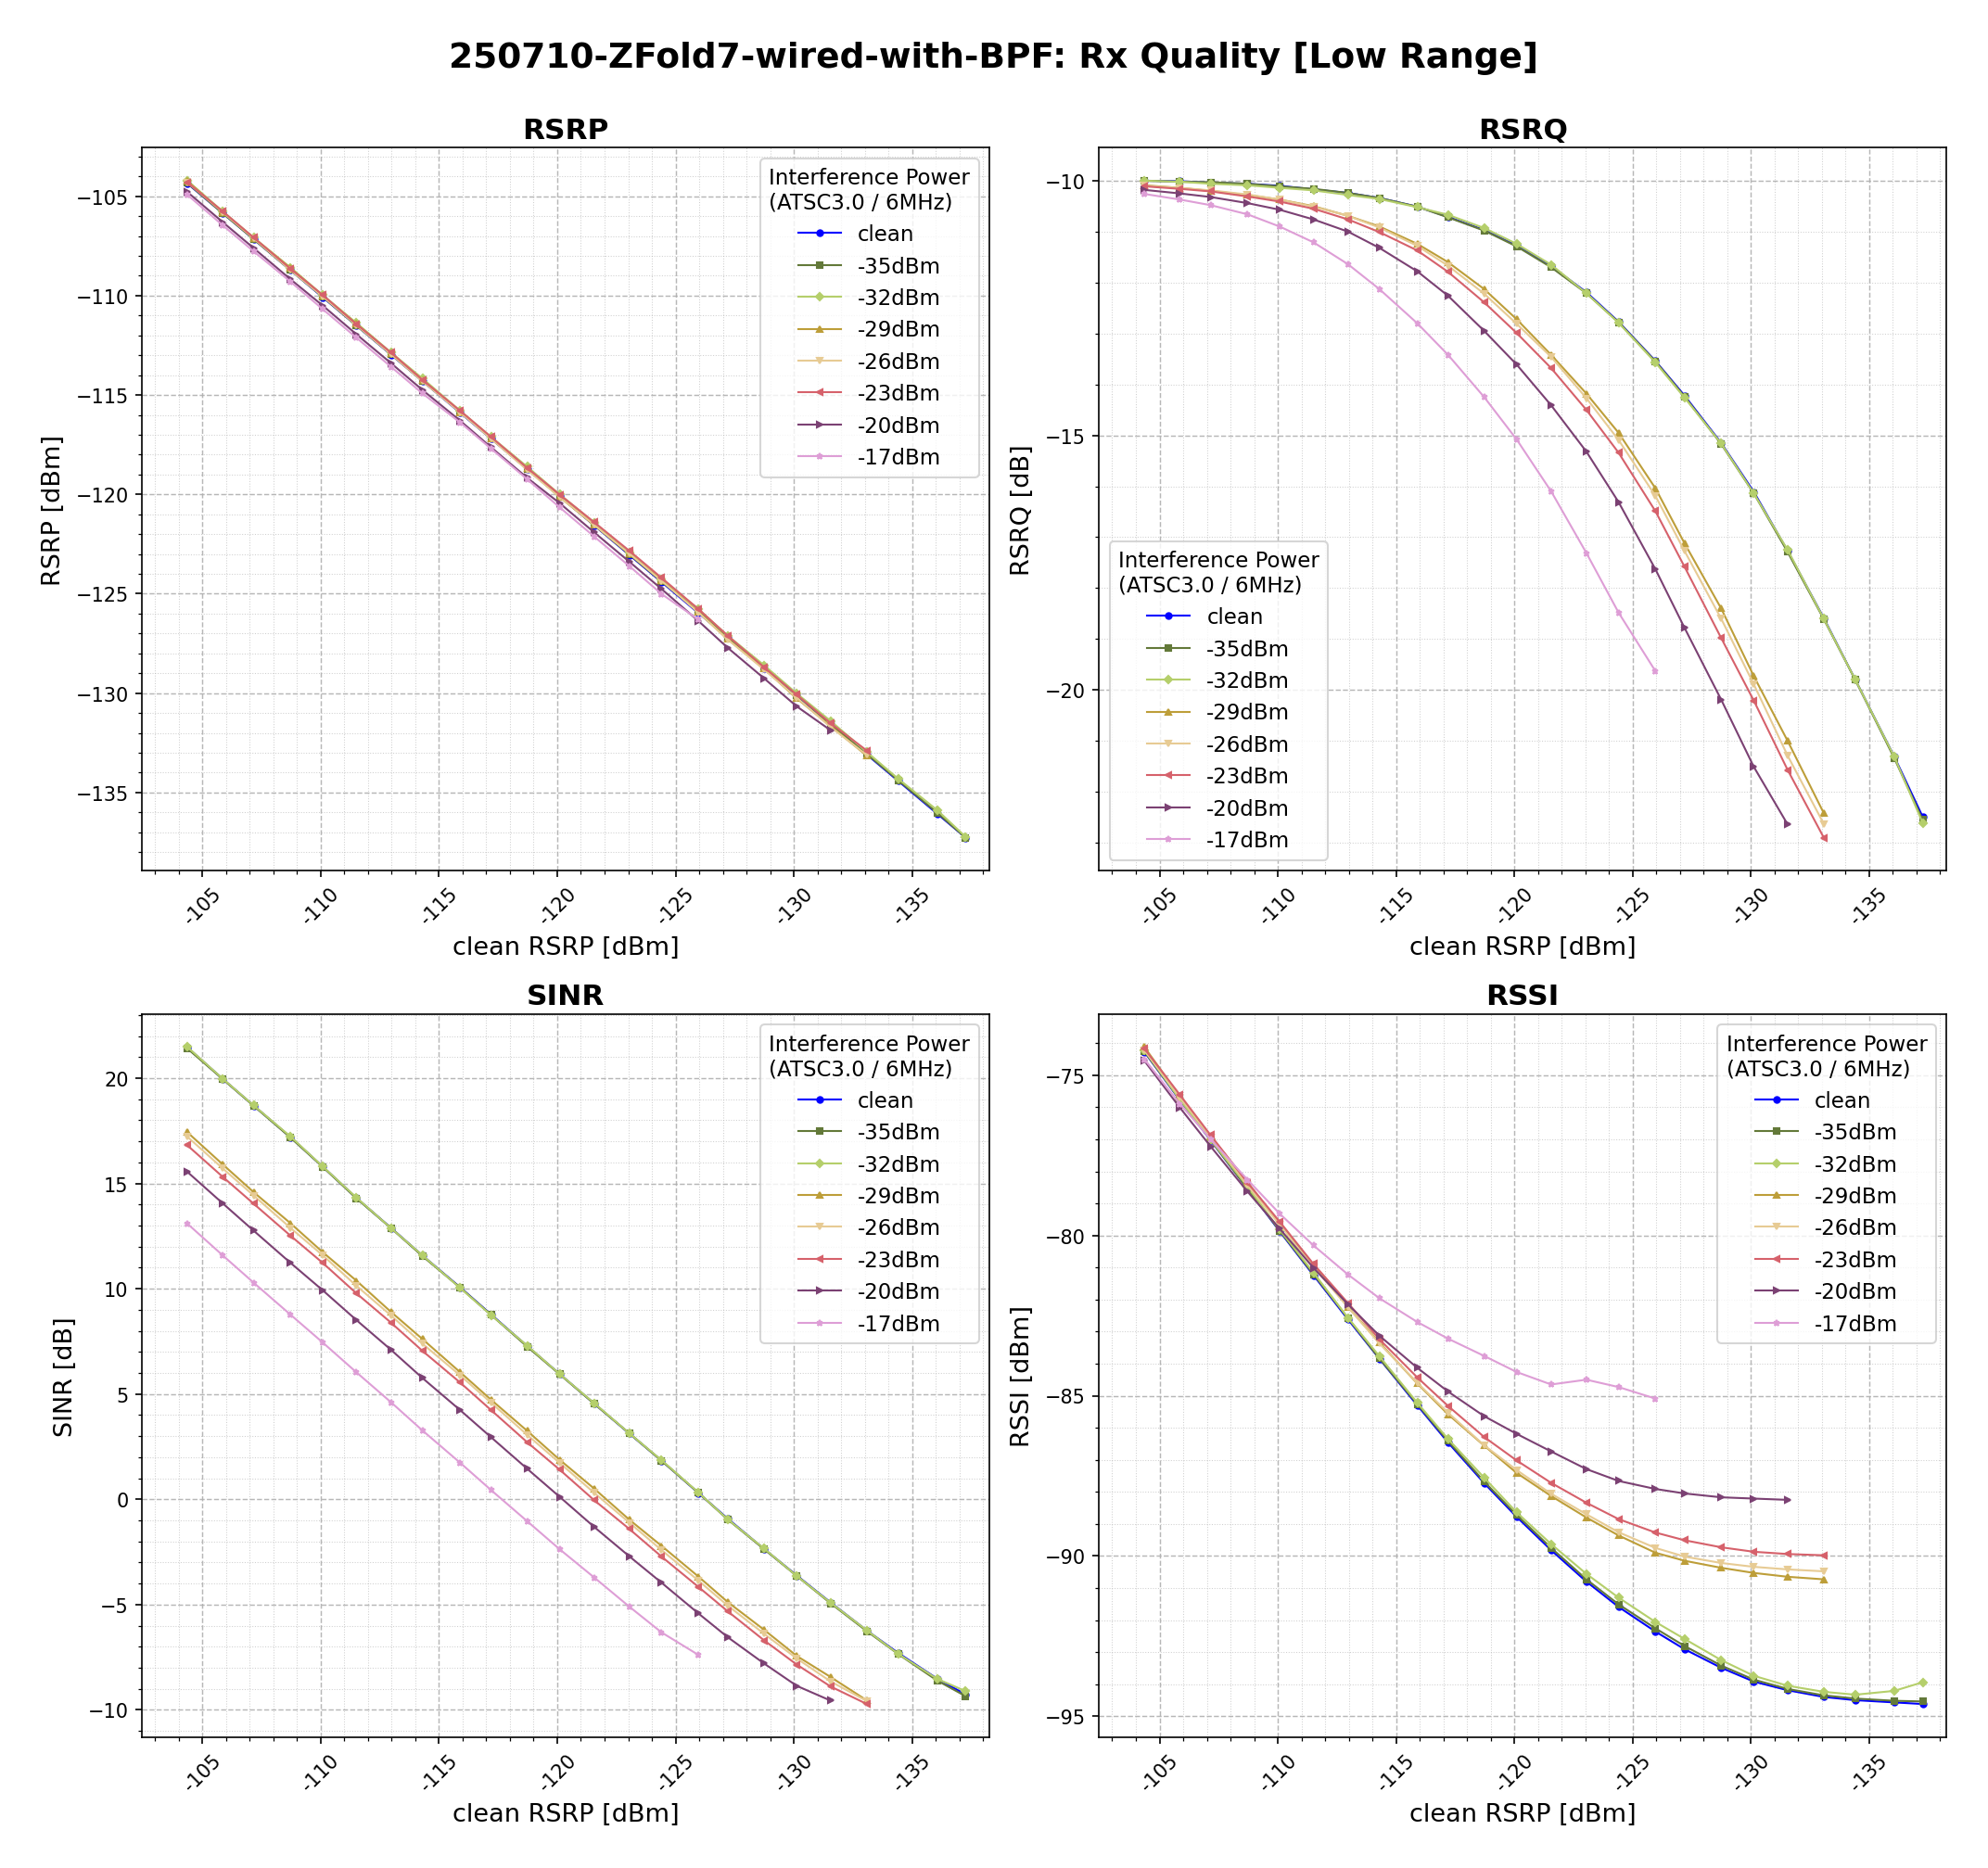 250710-ZFold7-wired-with-BPF: Rx Quality [Low Range]
RSRP
RSRP [dBm]
−105
−110
−115
−120
−125
−130
−135
Interference Power
(ATSC3.0 / 6MHz)
clean
-35dBm
-32dBm
-29dBm
-26dBm
-23dBm
-20dBm
-17dBm
-105
-110
-115
-120
-125
-130
-135
clean RSRP [dBm]
RSRQ
RSRQ [dB]
−10
−15
−20
Interference Power
(ATSC3.0 / 6MHz)
clean
-35dBm
-32dBm
-29dBm
-26dBm
-23dBm
-20dBm
-17dBm
-105
-110
-115
-120
-125
-130
-135
clean RSRP [dBm]
SINR
SINR [dB]
20
15
10
5
0
−5
−10
Interference Power
(ATSC3.0 / 6MHz)
clean
-35dBm
-32dBm
-29dBm
-26dBm
-23dBm
-20dBm
-17dBm
-105
-110
-115
-120
-125
-130
-135
clean RSRP [dBm]
RSSI
RSSI [dBm]
−75
−80
−85
−90
−95
Interference Power
(ATSC3.0 / 6MHz)
clean
-35dBm
-32dBm
-29dBm
-26dBm
-23dBm
-20dBm
-17dBm
-105
-110
-115
-120
-125
-130
-135
clean RSRP [dBm]